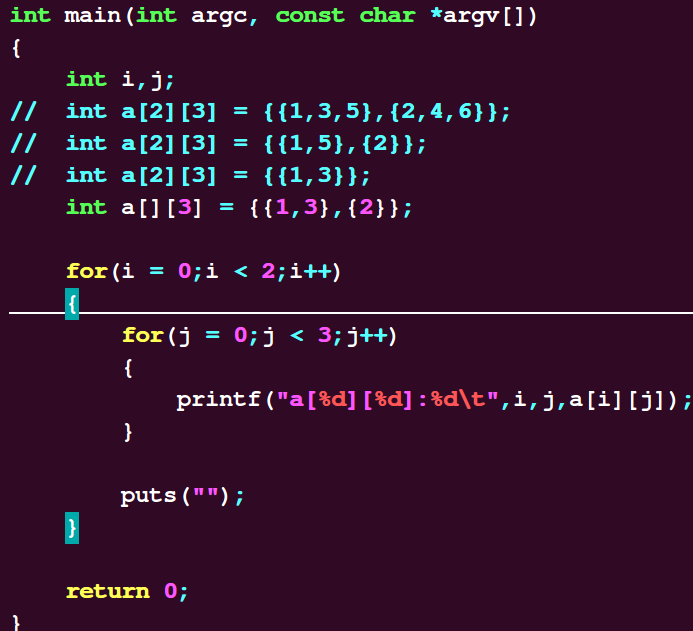 int main(int argc, const char *argv[])
{
    int i,j;
//  int a[2][3] = {{1,3,5},{2,4,6}};
//  int a[2][3] = {{1,5},{2}};
//  int a[2][3] = {{1,3}};
    int a[][3] = {{1,3},{2}};
    for(i = 0;i < 2;i++)
    {
        for(j = 0;j < 3;j++)
        {
            printf("a[%d][%d]:%d\t",i,j,a[i][j]);
        }
        puts("");
    }
    return 0;
}